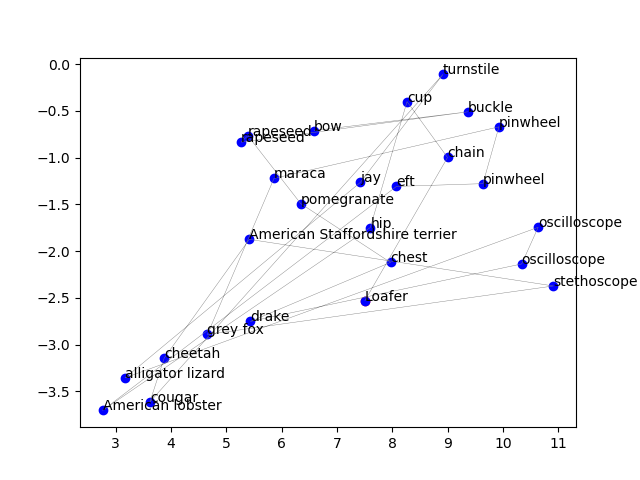 turnstile
0.0
cup
buckle
−0.5
pinwheel
bow
rapeseed
rapeseed
chain
−1.0
maraca
jay
eft
pinwheel
−1.5
pomegranate
hip
oscilloscope
American Staffordshire terrier
−2.0
chest
oscilloscope
stethoscope
−2.5
Loafer
drake
grey fox
−3.0
cheetah
alligator lizard
−3.5
cougar
American lobster
3 4 5 6 7 8 9 10 11